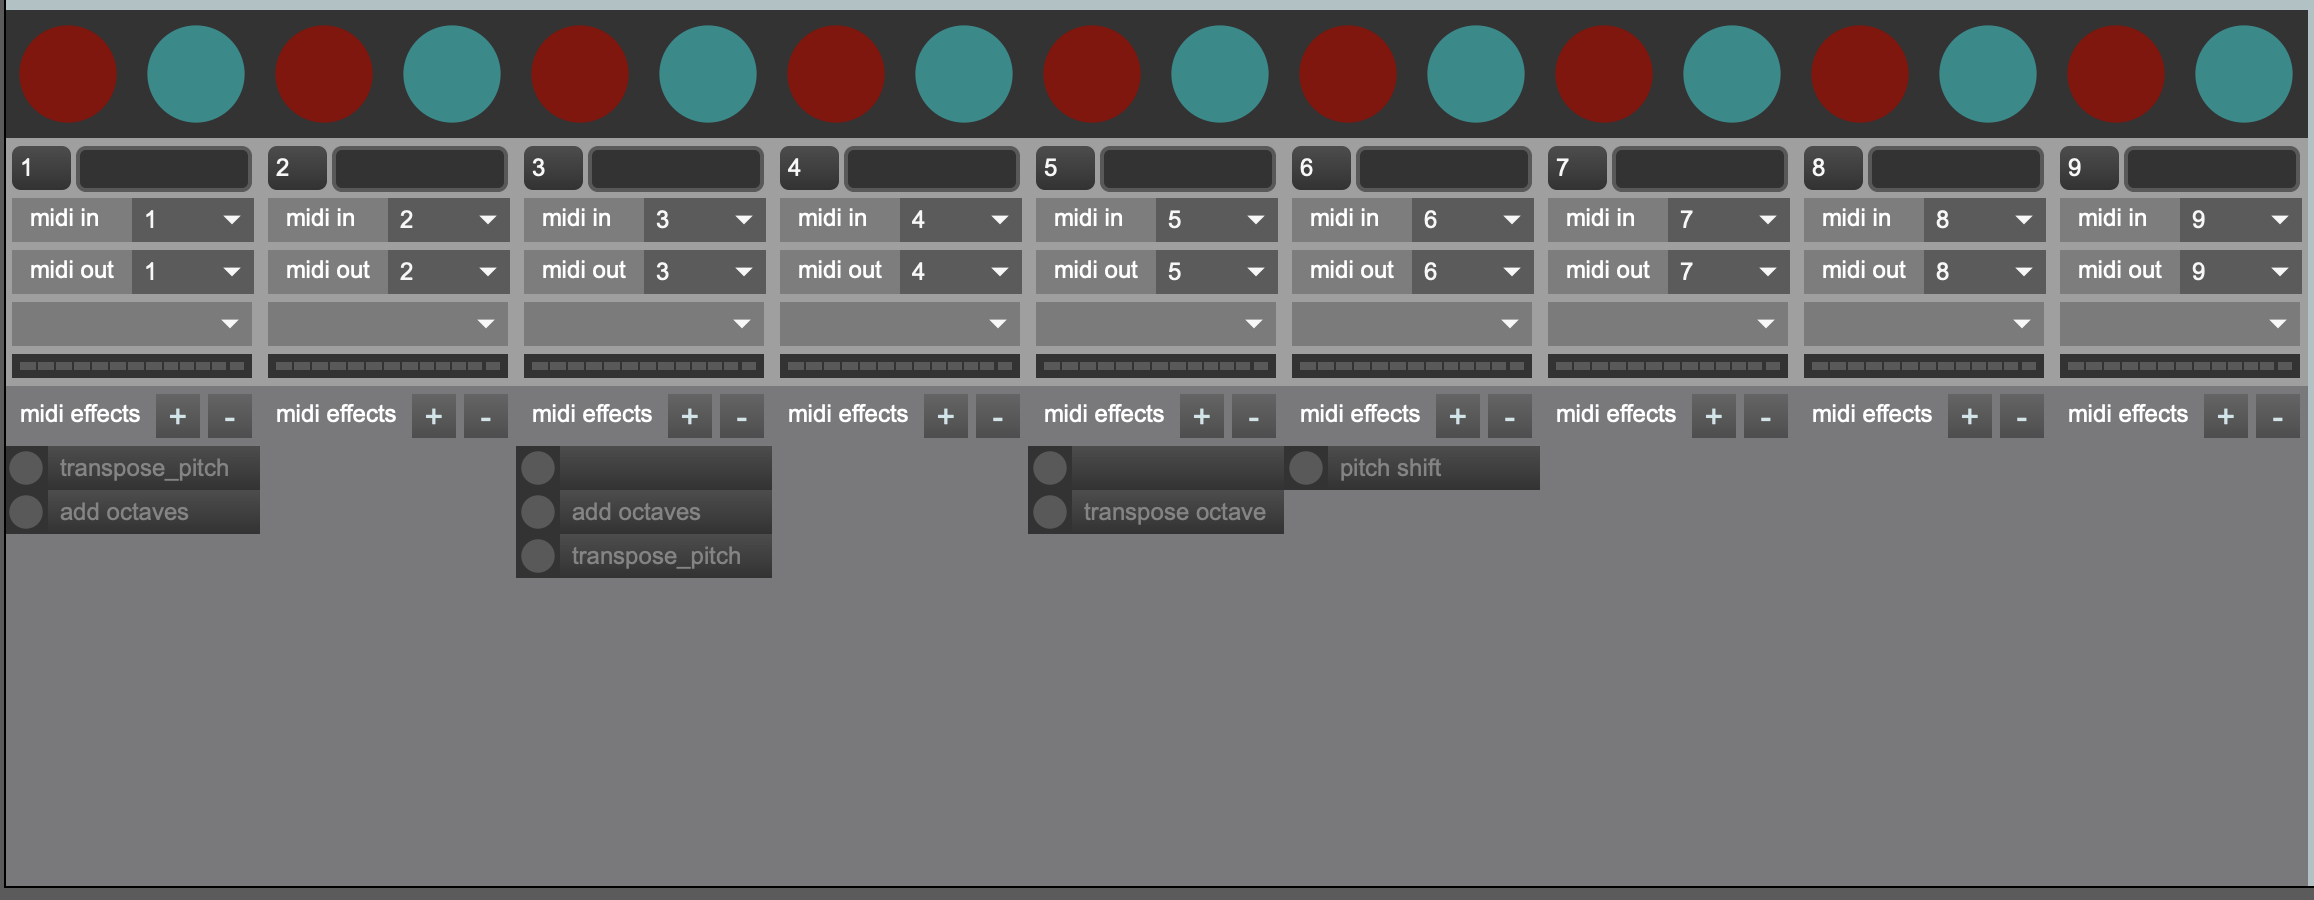 1 2 3 4 5 6 7 8 9
midi in 1 midi in 2 midi in 3 midi in 4 midi in 5 midi in 6 midi in 7 midi in 8 midi in 9
midi out 1 midi out 2 midi out 3 midi out 4 midi out 5 midi out 6 midi out 7 midi out 8 midi out 9
midi effects + - midi effects + - midi effects + - midi effects + - midi effects + - midi effects + - midi effects + - midi effects + - midi effects + -
transpose_pitch pitch shift
add octaves add octaves transpose octave
transpose_pitch